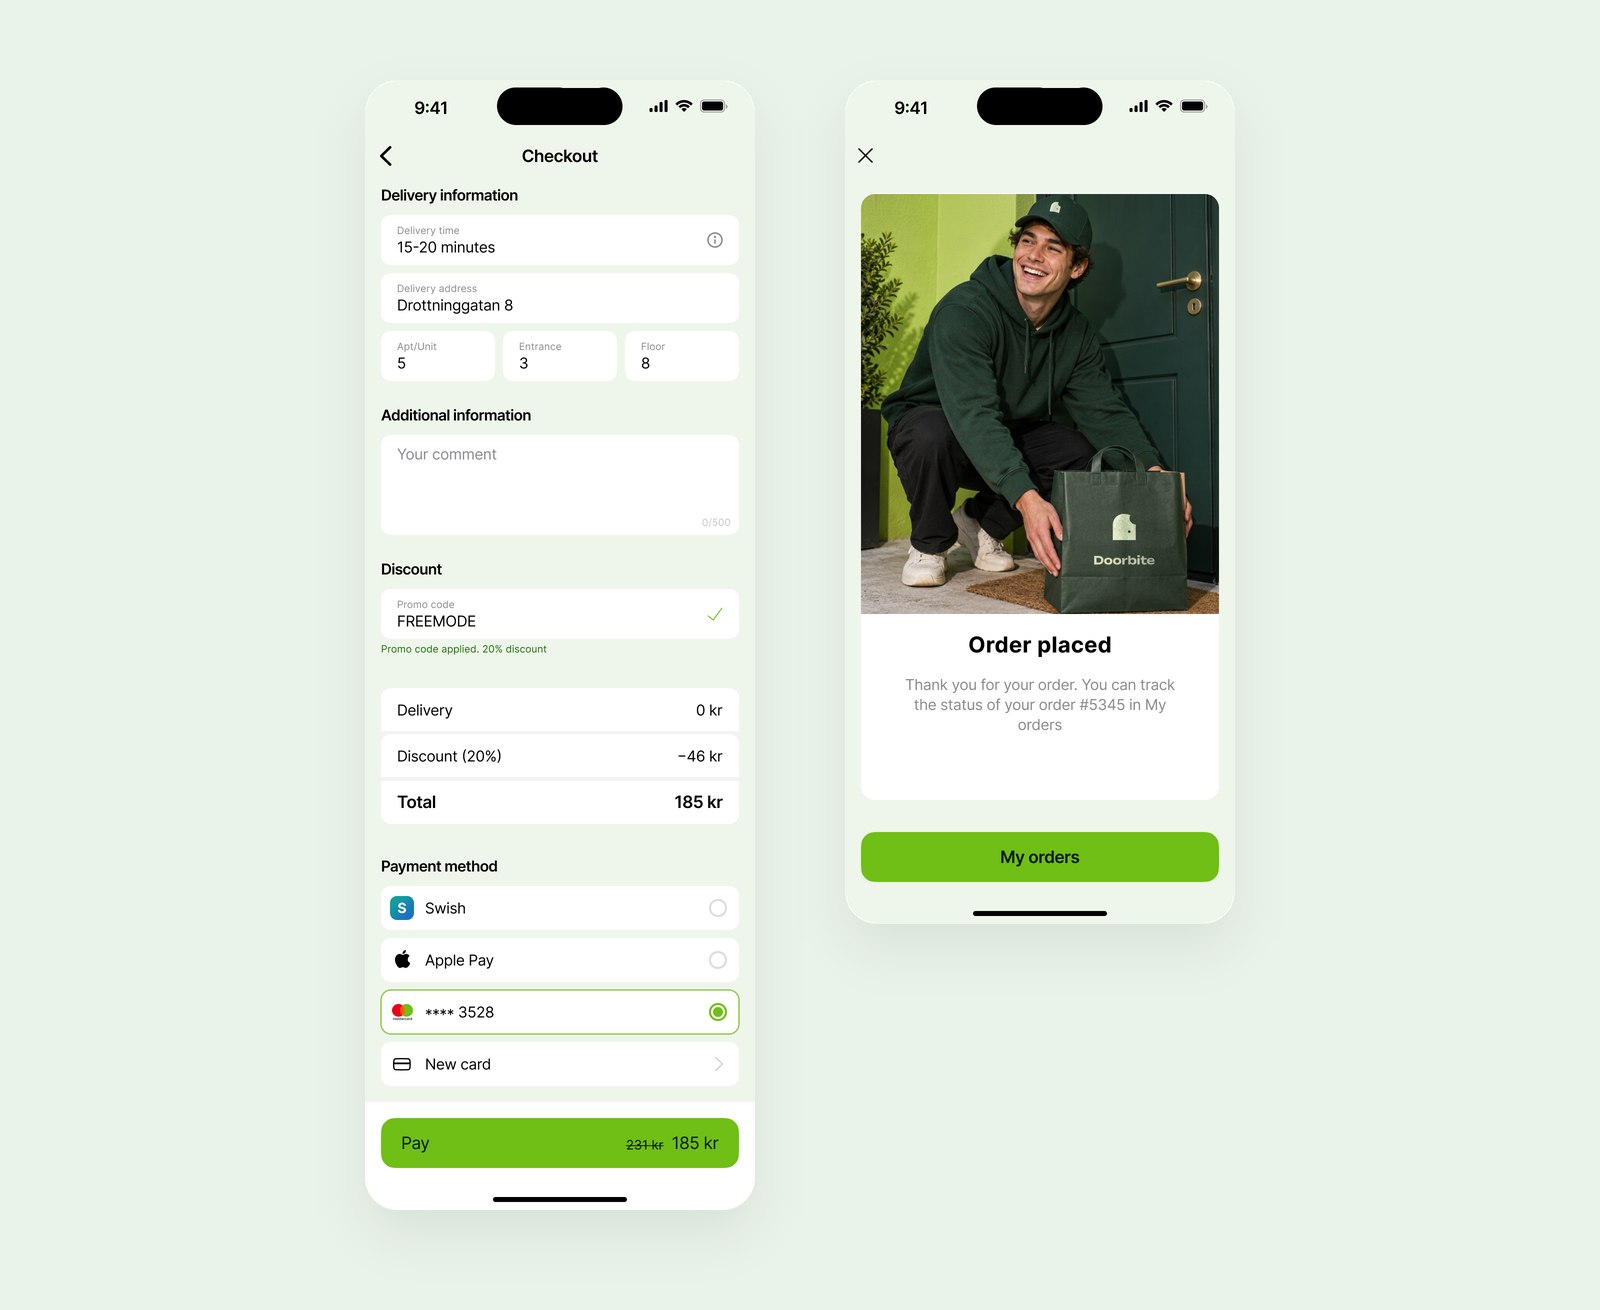 9:41
Checkout
Delivery information
Delivery time
15-20 minutes
Delivery address
Drottninggatan 8
Apt/Unit
5
Entrance
3
Floor
8
Additional information
Your comment
0/500
Discount
Promo code
FREEMODE
Promo code applied. 20% discount
Delivery 0 kr
Discount (20%) −46 kr
Total 185 kr
Payment method
S Swish
Apple Pay
**** 3528
New card
Pay 231 kr 185 kr
9:41
Doorbite
Order placed
Thank you for your order. You can track
the status of your order #5345 in My
orders
My orders